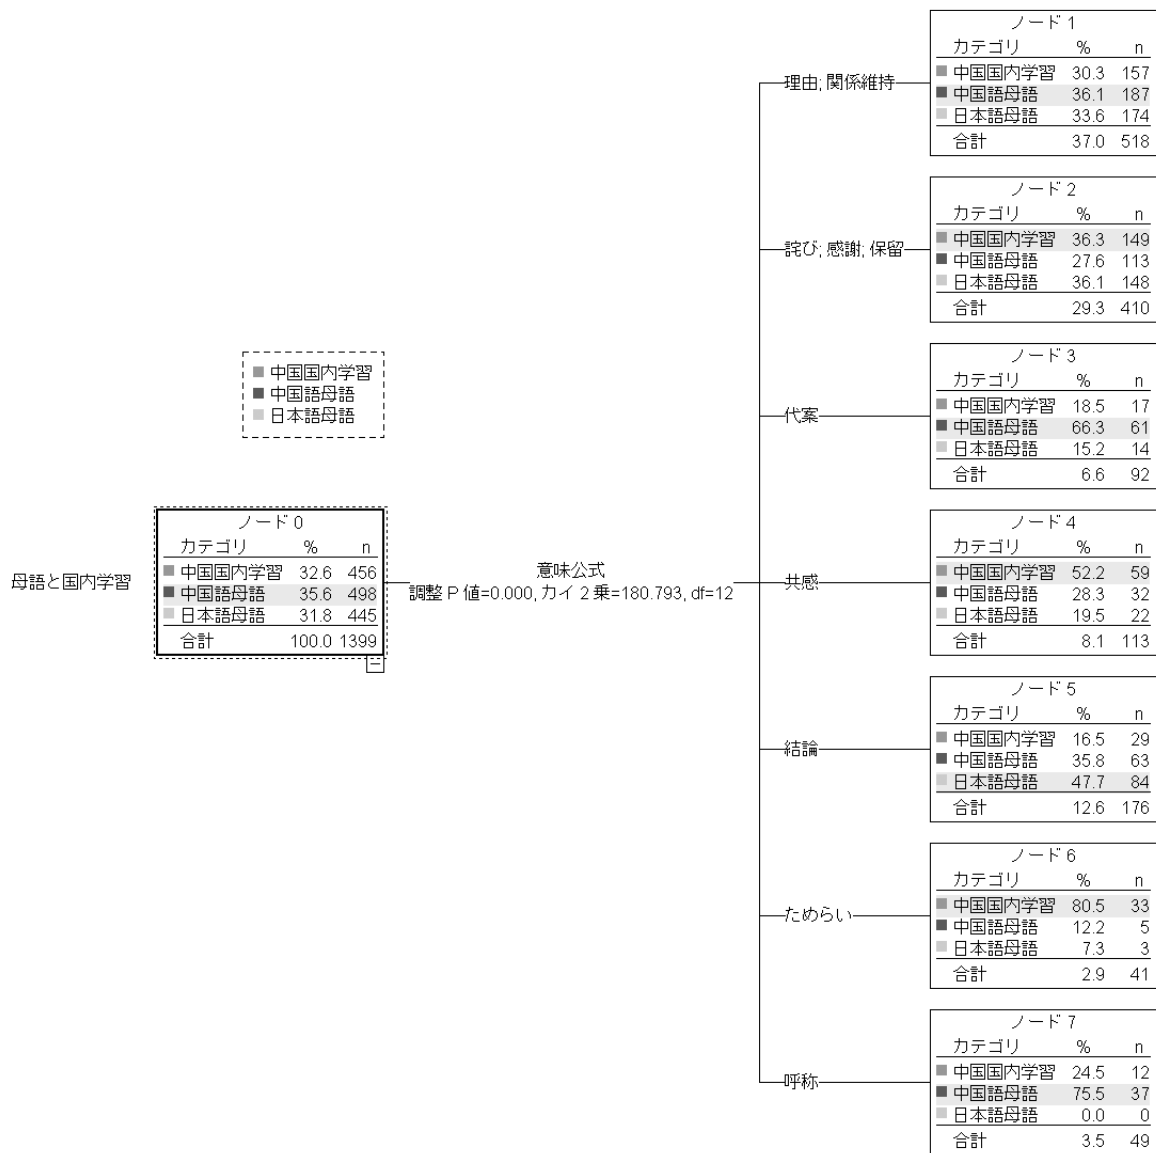 母語と国内学習
中国国内学習
中国語母語
日本語母語
ノード 0
カテゴリ % n
中国国内学習 32.6 456
中国語母語 35.6 498
日本語母語 31.8 445
合計 100.0 1399
意味公式
調整 P 値=0.000, カイ 2 乗=180.793, df=12
理由; 関係維持
ノード 1
カテゴリ % n
中国国内学習 30.3 157
中国語母語 36.1 187
日本語母語 33.6 174
合計 37.0 518
詫び; 感謝; 保留
ノード 2
カテゴリ % n
中国国内学習 36.3 149
中国語母語 27.6 113
日本語母語 36.1 148
合計 29.3 410
代案
ノード 3
カテゴリ % n
中国国内学習 18.5 17
中国語母語 66.3 61
日本語母語 15.2 14
合計 6.6 92
共感
ノード 4
カテゴリ % n
中国国内学習 52.2 59
中国語母語 28.3 32
日本語母語 19.5 22
合計 8.1 113
結論
ノード 5
カテゴリ % n
中国国内学習 16.5 29
中国語母語 35.8 63
日本語母語 47.7 84
合計 12.6 176
ためらい
ノード 6
カテゴリ % n
中国国内学習 80.5 33
中国語母語 12.2 5
日本語母語 7.3 3
合計 2.9 41
呼称
ノード 7
カテゴリ % n
中国国内学習 24.5 12
中国語母語 75.5 37
日本語母語 0.0 0
合計 3.5 49